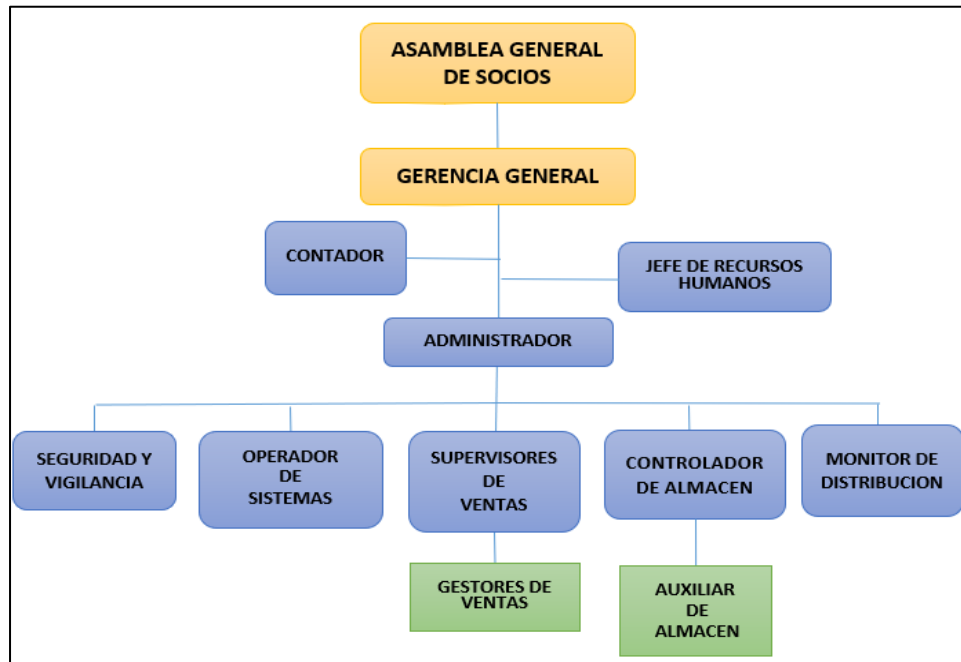 ASAMBLEA GENERAL
DE SOCIOS
GERENCIA GENERAL
CONTADOR
JEFE DE RECURSOS
HUMANOS
ADMINISTRADOR
SEGURIDAD Y
VIGILANCIA
OPERADOR
DE
SISTEMAS
SUPERVISORES
DE
VENTAS
CONTROLADOR
DE ALMACEN
MONITOR DE
DISTRIBUCION
GESTORES DE
VENTAS
AUXILIAR
DE
ALMACEN